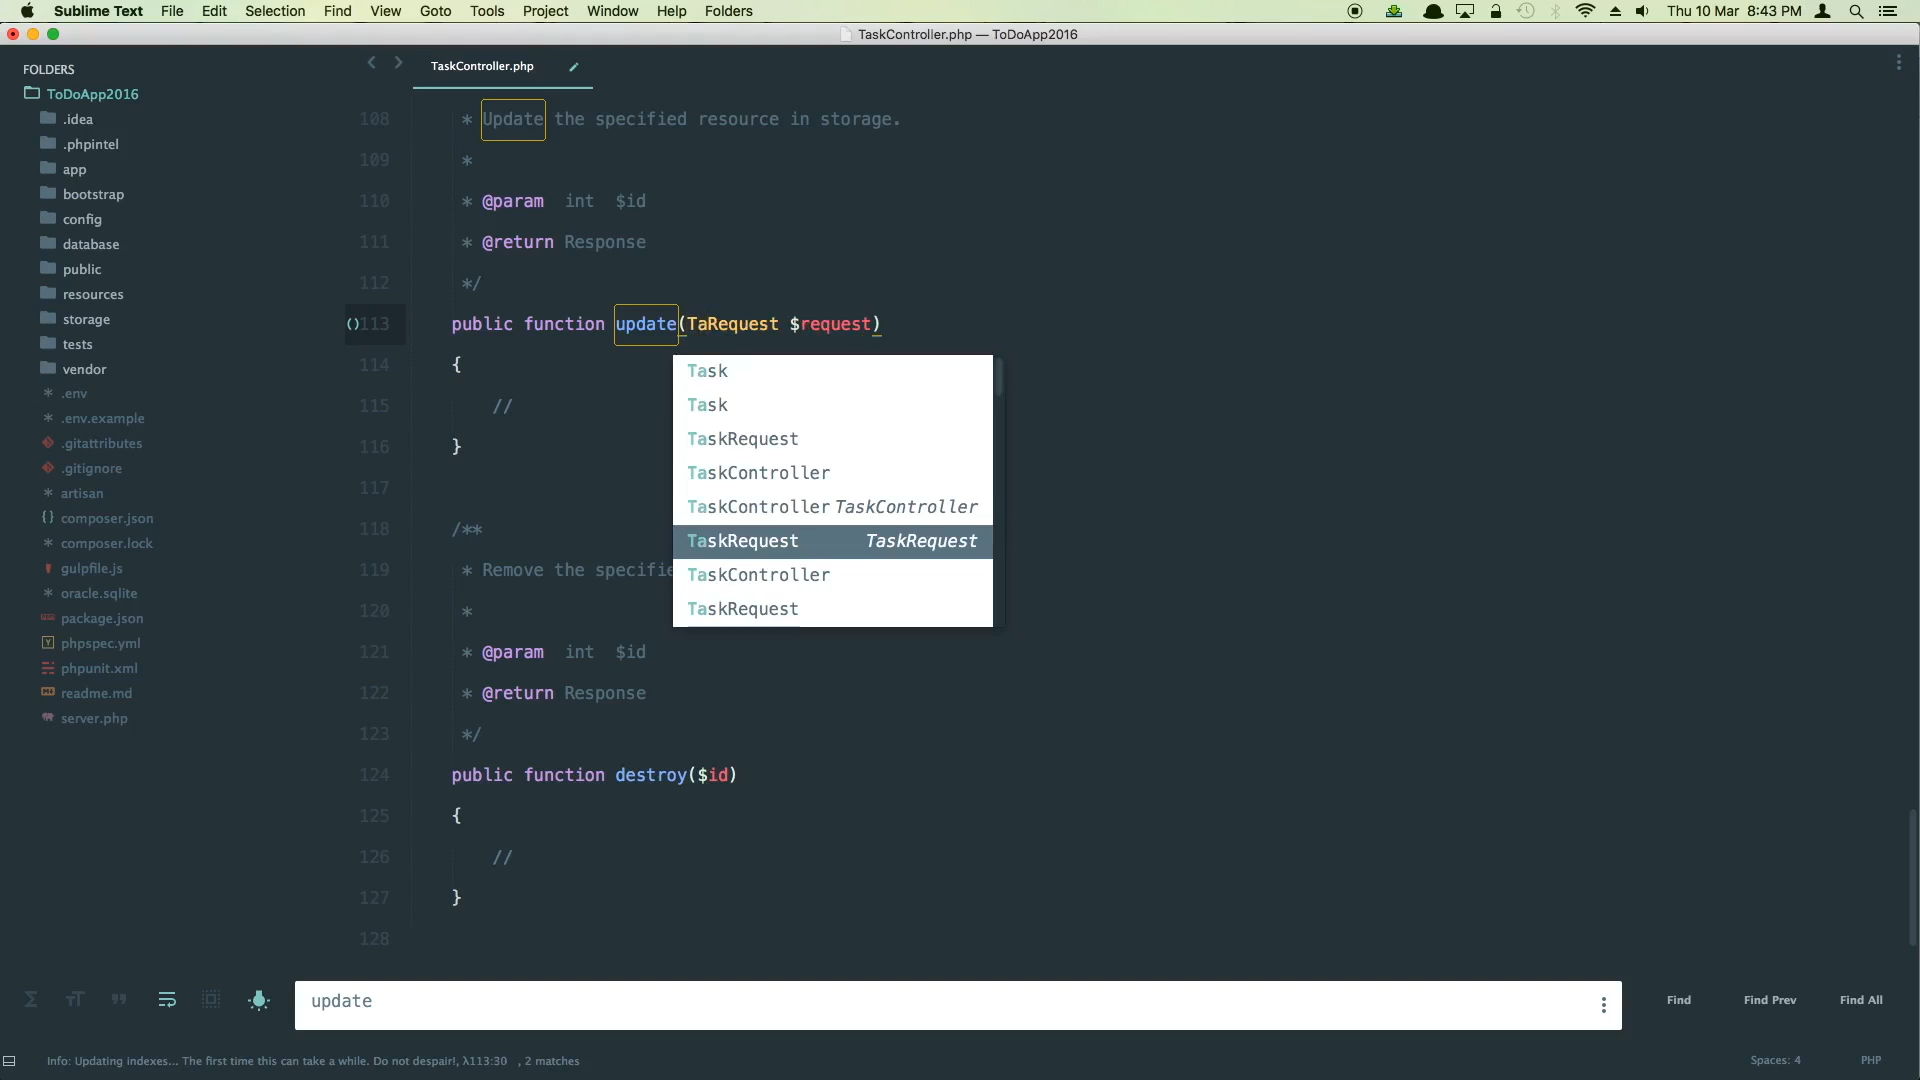 Sublime Text File Edit Selection Find View Goto Tools Project Window Help Folders Thu 10 Mar 8:43 PM
TaskController.php — ToDoApp2016
FOLDERS
ToDoApp2016
.idea
.phpintel
app
bootstrap
config
database
public
resources
storage
tests
vendor
.env
.env.example
.gitattributes
.gitignore
artisan
composer.json
composer.lock
gulpfile.js
oracle.sqlite
package.json
phpspec.yml
phpunit.xml
readme.md
server.php
TaskController.php
108 * Update the specified resource in storage.
109 *
110 * @param int $id
111 * @return Response
112 */
113 public function update(TaRequest $request)
114 {
115 //
116 }
117
118 /**
119 * Remove the specifie
120 *
121 * @param int $id
122 * @return Response
123 */
124 public function destroy($id)
125 {
126 //
127 }
128
Task
Task
TaskRequest
TaskController
TaskController TaskController
TaskRequest TaskRequest
TaskController
TaskRequest
update
Find Find Prev Find All
Info: Updating indexes... The first time this can take a while. Do not despair!, λ113:30 , 2 matches
Spaces: 4 PHP